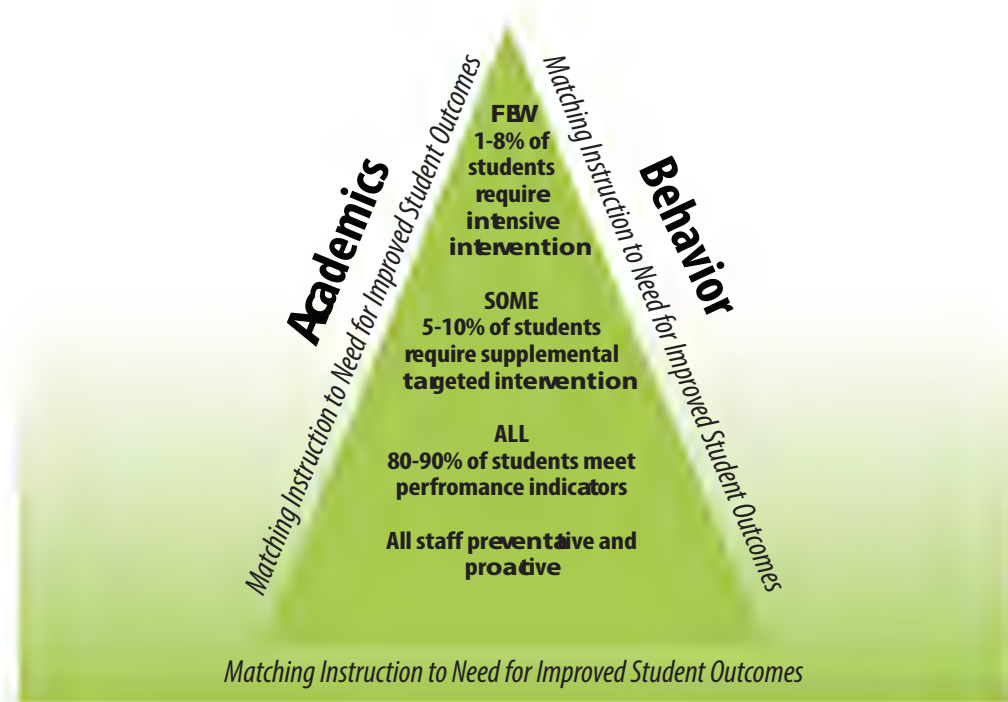 Academics
Matching Instruction to Need for Improved Student Outcomes
Matching Instruction to Need for Improved Student Outcomes
Behavior
FEW
1-8% of
students
require
intensive
intervention
SOME
5-10% of students
require supplemental
targeted intervention
ALL
80-90% of students meet
perfromance indicators
All staff preventative and
proactive
Matching Instruction to Need for Improved Student Outcomes